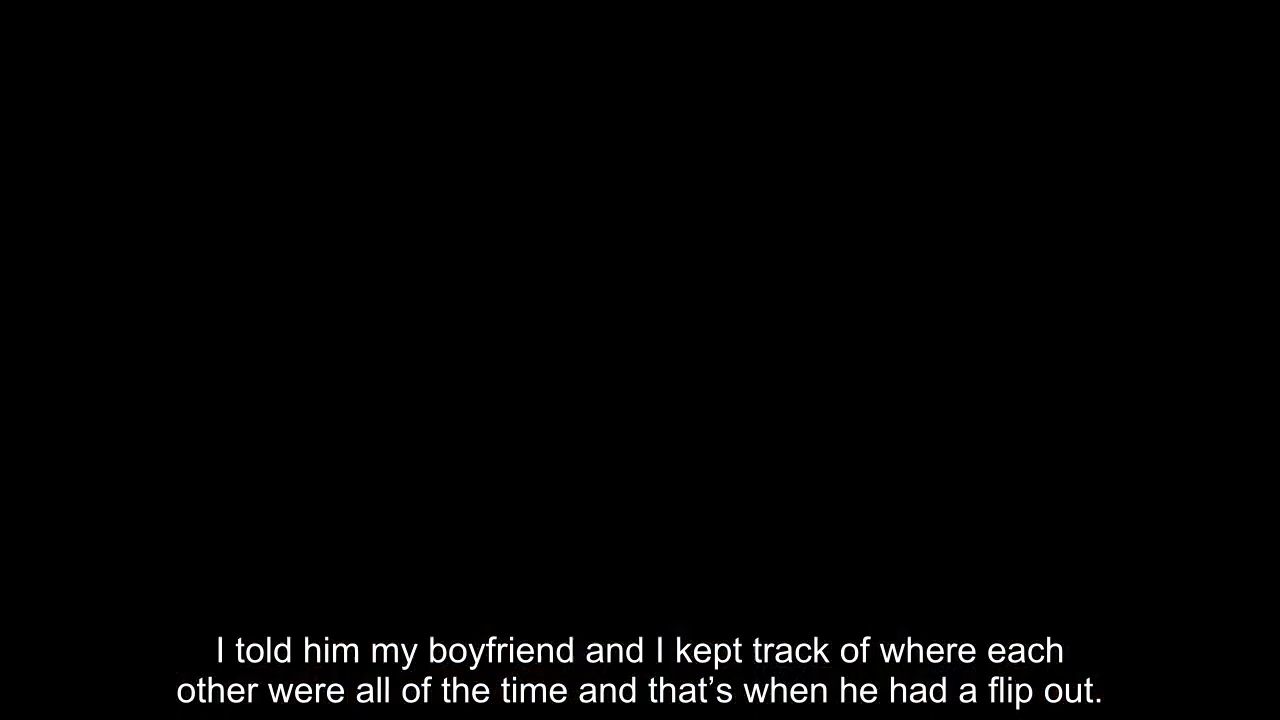 I told him my boyfriend and I kept track of where each
other were all of the time and that’s when he had a flip out.